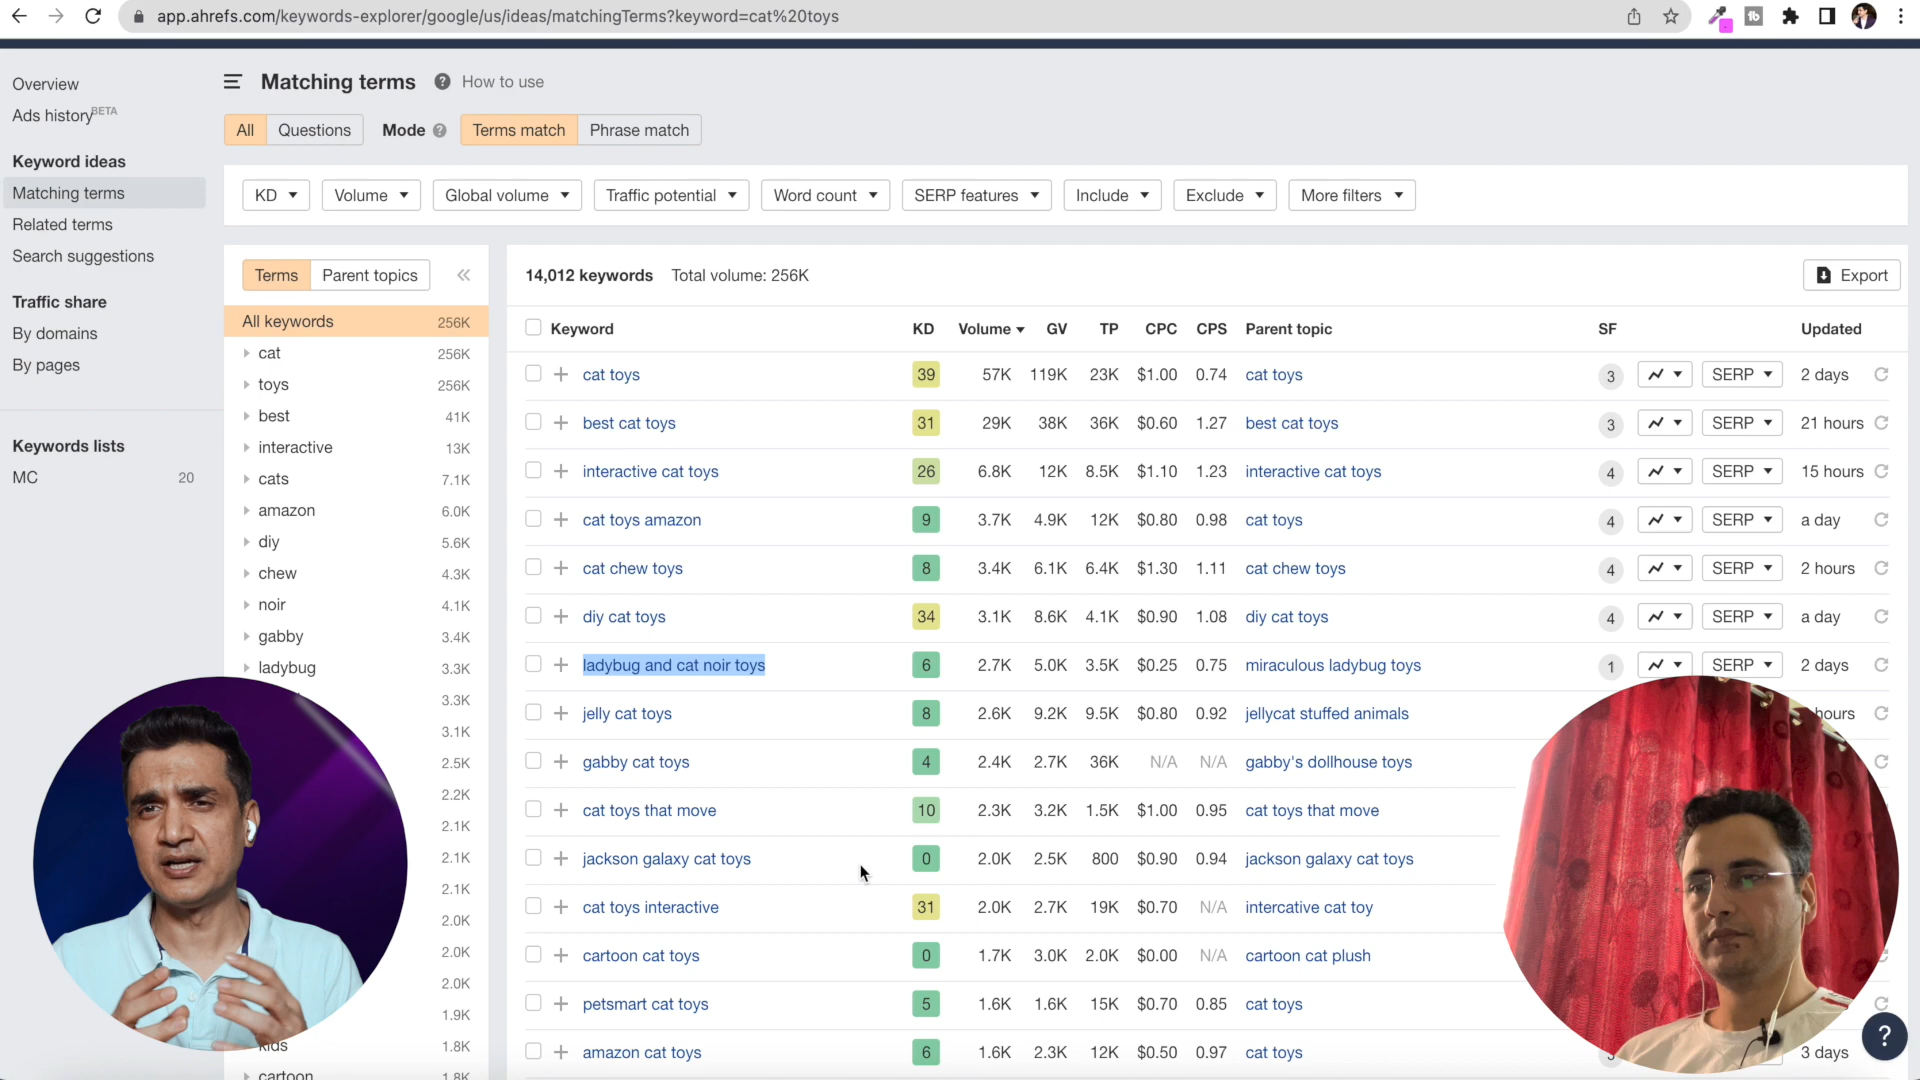 app.ahrefs.com/keywords-explorer/google/us/ideas/matchingTerms?keyword=cat%20toys
Overview
Ads history BETA
Keyword ideas
Matching terms
Related terms
Search suggestions
Traffic share
By domains
By pages
Keywords lists
MC 20
Matching terms ? How to use
All Questions Mode ? Terms match Phrase match
KD Volume Global volume Traffic potential Word count SERP features Include Exclude More filters
Terms Parent topics
All keywords 256K
cat 256K
toys 256K
best 41K
interactive 13K
cats 7.1K
amazon 6.0K
diy 5.6K
chew 4.3K
noir 4.1K
gabby 3.4K
ladybug 3.3K
3.3K
3.1K
2.5K
2.2K
2.1K
2.1K
2.1K
2.0K
2.0K
2.0K
1.9K
kids 1.8K
cartoon 1.8K
14,012 keywords Total volume: 256K Export
Keyword KD Volume GV TP CPC CPS Parent topic SF Updated
cat toys 39 57K 119K 23K $1.00 0.74 cat toys 3 SERP 2 days
best cat toys 31 29K 38K 36K $0.60 1.27 best cat toys 3 SERP 21 hours
interactive cat toys 26 6.8K 12K 8.5K $1.10 1.23 interactive cat toys 4 SERP 15 hours
cat toys amazon 9 3.7K 4.9K 12K $0.80 0.98 cat toys 4 SERP a day
cat chew toys 8 3.4K 6.1K 6.4K $1.30 1.11 cat chew toys 4 SERP 2 hours
diy cat toys 34 3.1K 8.6K 4.1K $0.90 1.08 diy cat toys 4 SERP a day
ladybug and cat noir toys 6 2.7K 5.0K 3.5K $0.25 0.75 miraculous ladybug toys 1 SERP 2 days
jelly cat toys 8 2.6K 9.2K 9.5K $0.80 0.92 jellycat stuffed animals hours
gabby cat toys 4 2.4K 2.7K 36K N/A N/A gabby's dollhouse toys
cat toys that move 10 2.3K 3.2K 1.5K $1.00 0.95 cat toys that move
jackson galaxy cat toys 0 2.0K 2.5K 800 $0.90 0.94 jackson galaxy cat toys
cat toys interactive 31 2.0K 2.7K 19K $0.70 N/A intercative cat toy
cartoon cat toys 0 1.7K 3.0K 2.0K $0.00 N/A cartoon cat plush
petsmart cat toys 5 1.6K 1.6K 15K $0.70 0.85 cat toys
amazon cat toys 6 1.6K 2.3K 12K $0.50 0.97 cat toys 3 days
?